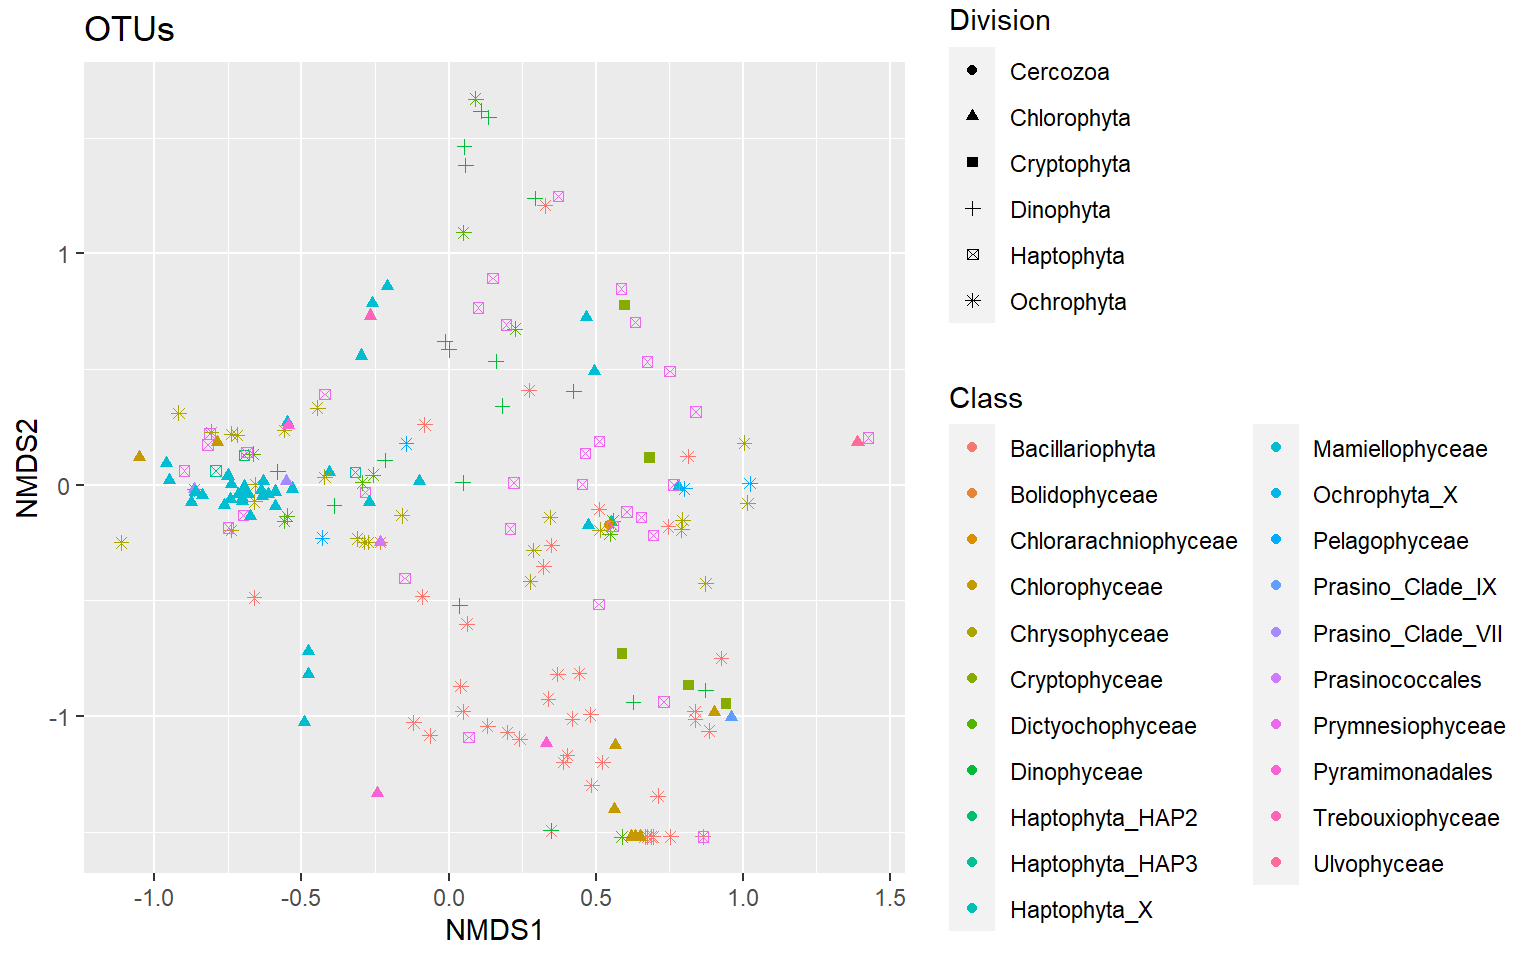 OTUs
NMDS2
1
0
-1
-1.0
-0.5
0.0
0.5
1.0
1.5
NMDS1
Division
Cercozoa
Chlorophyta
Cryptophyta
Dinophyta
Haptophyta
Ochrophyta
Class
Bacillariophyta
Bolidophyceae
Chlorarachniophyceae
Chlorophyceae
Chrysophyceae
Cryptophyceae
Dictyochophyceae
Dinophyceae
Haptophyta_HAP2
Haptophyta_HAP3
Haptophyta_X
Mamiellophyceae
Ochrophyta_X
Pelagophyceae
Prasino_Clade_IX
Prasino_Clade_VII
Prasinococcales
Prymnesiophyceae
Pyramimonadales
Trebouxiophyceae
Ulvophyceae